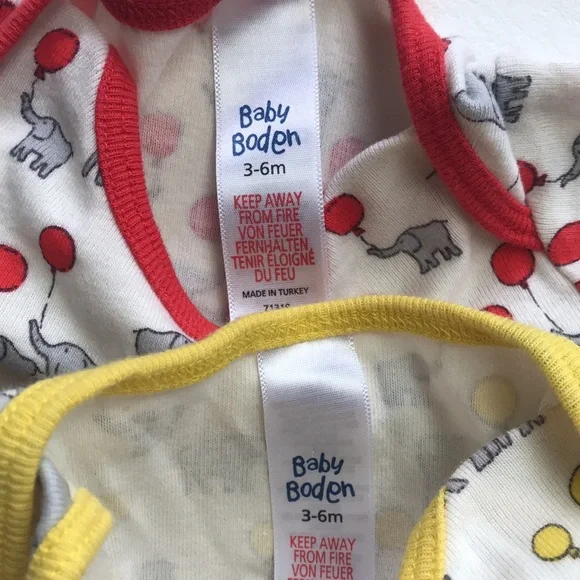 Baby
Boden
3-6m
KEEP AWAY
FROM FIRE
VON FEUER
FERNHALTEN,
TENIR ÉLOIGNÉ
DU FEU
MADE IN TURKEY
Baby
Boden
3-6m
KEEP AWAY
FROM FIRE
VON FEUER